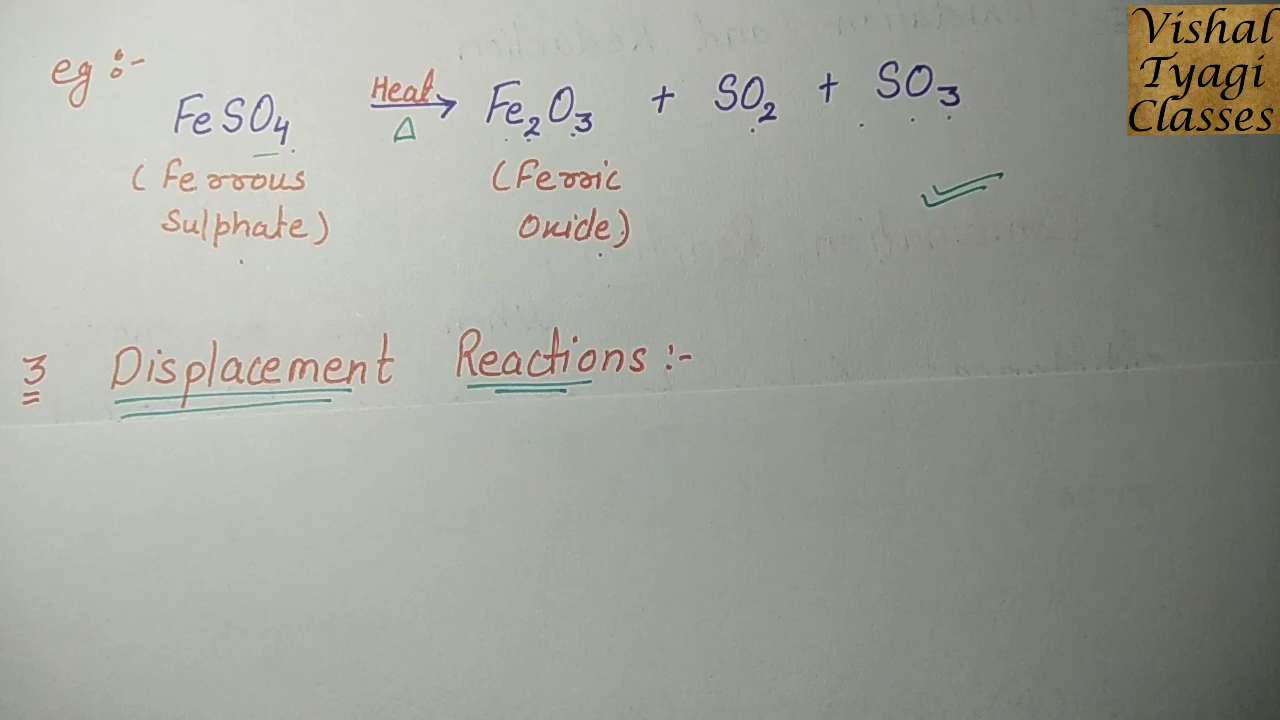 eg :-
FeSO₄ Heat → Δ Fe₂O₃ + SO₂ + SO₃
(Ferrous (Ferric
Sulphate) Oxide)
3 Displacement Reactions :-
Vishal
Tyagi
Classes